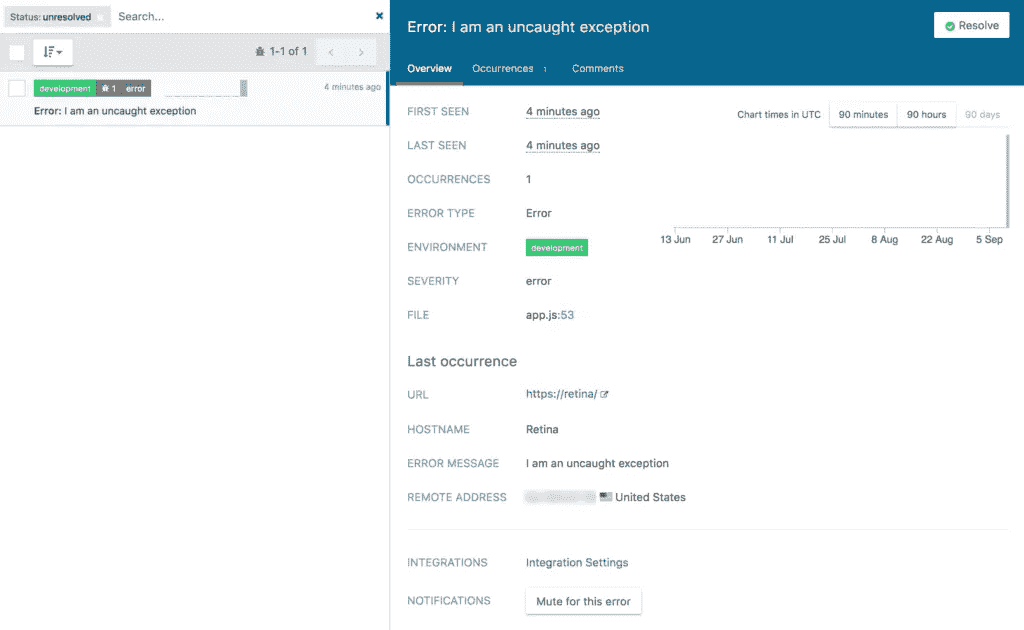 Status: unresolved × Search... ×
1-1 of 1
development 1 error 4 minutes ago
Error: I am an uncaught exception
Error: I am an uncaught exception
Resolve
Overview Occurrences 1 Comments
FIRST SEEN 4 minutes ago
LAST SEEN 4 minutes ago
OCCURRENCES 1
ERROR TYPE Error
ENVIRONMENT development
SEVERITY error
FILE app.js:53
Chart times in UTC 90 minutes 90 hours 90 days
13 Jun 27 Jun 11 Jul 25 Jul 8 Aug 22 Aug 5 Sep
Last occurrence
URL https://retina/
HOSTNAME Retina
ERROR MESSAGE I am an uncaught exception
REMOTE ADDRESS United States
INTEGRATIONS Integration Settings
NOTIFICATIONS Mute for this error